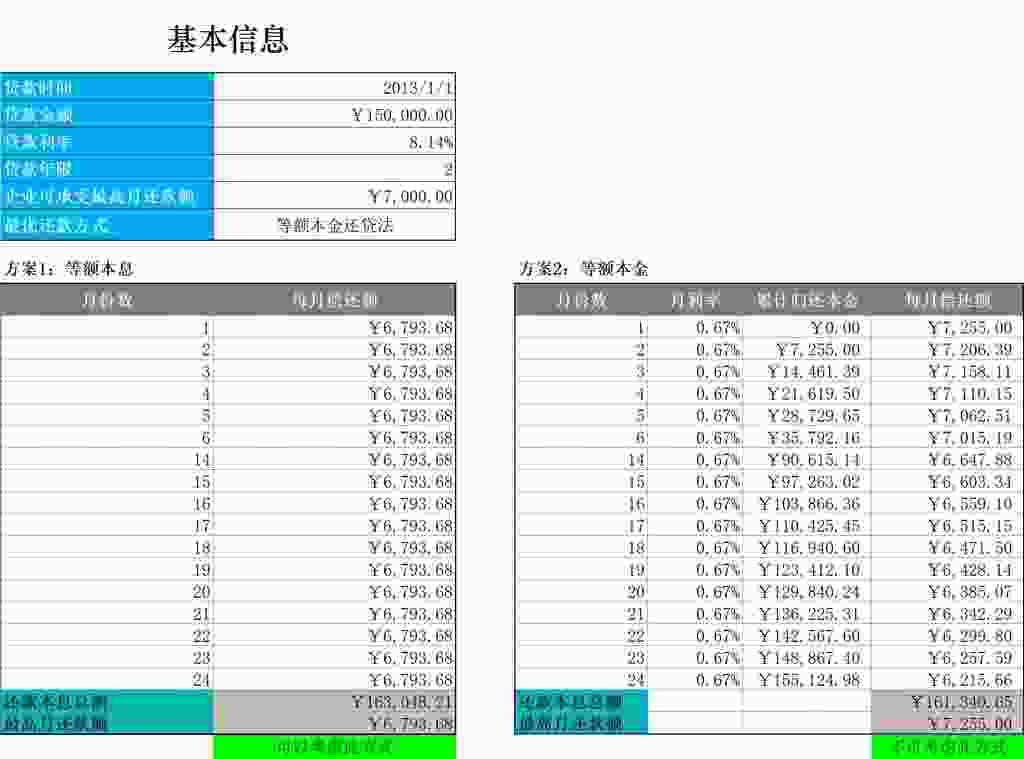 基本信息
贷款时间 2013/1/1
贷款金额 ￥150,000.00
贷款利率 8.14%
贷款年限 2
企业可承受最高月还款额 ￥7,000.00
最优还款方式 等额本金还贷法
方案1：等额本息 方案2：等额本金
月份数 每月偿还额 月份数 月利率 累计归还本金 每月偿还额
1 ￥6,793.68 1 0.67% ￥0.00 ￥7,255.00
2 ￥6,793.68 2 0.67% ￥7,255.00 ￥7,206.39
3 ￥6,793.68 3 0.67% ￥14,461.39 ￥7,158.11
4 ￥6,793.68 4 0.67% ￥21,619.50 ￥7,110.15
5 ￥6,793.68 5 0.67% ￥28,729.65 ￥7,062.51
6 ￥6,793.68 6 0.67% ￥35,792.16 ￥7,015.19
14 ￥6,793.68 14 0.67% ￥90,615.14 ￥6,647.88
15 ￥6,793.68 15 0.67% ￥97,263.02 ￥6,603.34
16 ￥6,793.68 16 0.67% ￥103,866.36 ￥6,559.10
17 ￥6,793.68 17 0.67% ￥110,425.45 ￥6,515.15
18 ￥6,793.68 18 0.67% ￥116,940.60 ￥6,471.50
19 ￥6,793.68 19 0.67% ￥123,412.10 ￥6,428.14
20 ￥6,793.68 20 0.67% ￥129,840.24 ￥6,385.07
21 ￥6,793.68 21 0.67% ￥136,225.31 ￥6,342.29
22 ￥6,793.68 22 0.67% ￥142,567.60 ￥6,299.80
23 ￥6,793.68 23 0.67% ￥148,867.40 ￥6,257.59
24 ￥6,793.68 24 0.67% ￥155,124.98 ￥6,215.66
还款本息总额 ￥163,048.21 还款本息总额 ￥161,340.65
最高月还款额 ￥6,793.68 最高月还款额 ￥7,255.00
可以考虑此方式 不可考虑此方式